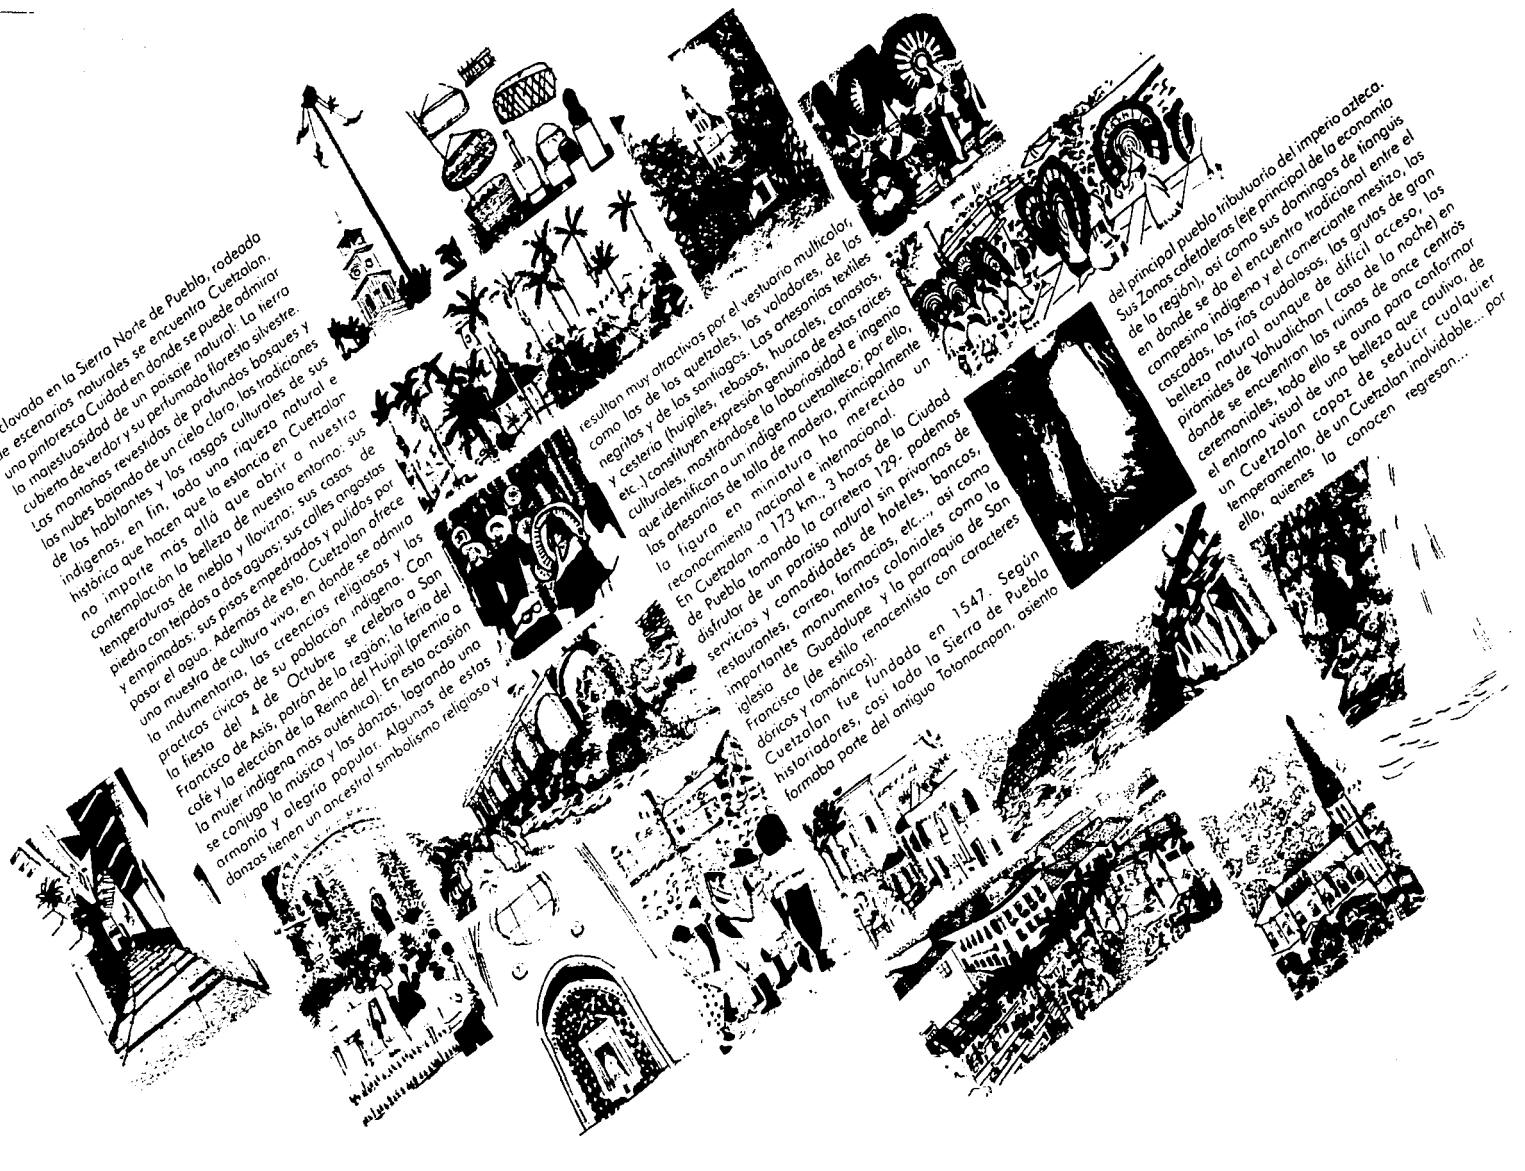 clavado en la Sierra Norte de Puebla, rodeada
de escenarios naturales se encuentra Cuetzalan,
una pintoresca Cuidad en donde se puede admirar
la majestuosidad de un paisaje natural: La tierra
cubierta de verdor y su perfumada floresta silvestre.
Las montañas revestidas de profundos bosques y
las nubes bajando de un cielo claro, las tradiciones
de los habitantes y los rasgos culturales de sus
indígenas, en fin, toda una riqueza natural e
histórica que hacen que la estancia en Cuetzalan
no importe más allá que abrir a nuestra
contemplación la belleza de nuestro entorno: sus
temperaturas de niebla y llovizna; sus casas de
piedra con tejados a dos aguas; sus calles angostas
y empinadas; sus pisos empedrados y pulidos por
pasar el agua. Además de esto, Cuetzalan ofrece
una muestra de cultura viva, en donde se admira
la indumentaria, las creencias religiosas y las
practicas cívicas de su población indígena. Con
la fiesta del 4 de Octubre se celebra a San
Francisco de Asis, patrón de la región; la feria del
café y la elección de la Reina del Huipil (premio a
la mujer indígena más auténtica). En esta ocasión
se conjuga la música y las danzas, logrando una
armonía y alegría popular. Algunas de estas
danzas tienen un ancestral simbolismo religioso y
resultan muy atractivas por el vestuario multicolor,
como las de los quetzales, los voladores, de los
negritos y de los santiagos. Las artesanías textiles
y cestería (huipiles, rebosos, huacales, canastos,
etc..) constituyen expresión genuina de estas raices
culturales, mostrándose la laboriosidad e ingenio
que identifican a un indígena cuetzalteco; por ello,
las artesanías de talla de madera, principalmente
la figura en miniatura ha merecido un
reconocimiento nacional e internacional.
En Cuetzalan -a 173 km., 3 horas de la Ciudad
de Puebla tomando la carretera 129- podemos
disfrutar de un paraiso natural sin privarnos de
servicios y comodidades de hoteles, bancos,
restaurantes, correo, farmacias, etc..., así como
importantes monumentos coloniales como la
iglesia de Guadalupe y la parroquia de San
Francisco (de estilo renacentista con caracteres
dóricos y románicos).
Cuetzalan fue fundada en 1547. Según
historiadores, casi toda la Sierra de Puebla
formaba parte del antiguo Totonacapan, asiento
del principal pueblo tributuario del imperio azteca.
Sus Zonas cafetaleras (eje principal de la economía
de la región), así como sus domingos de tianguis
en donde se da el encuentro tradicional entre el
campesino indígena y el comerciante mestizo, las
cascadas, los ríos caudalosos, las grutas de gran
belleza natural aunque de difícil acceso, las
pirámides de Yohualichan ( casa de la noche) en
donde se encuentran las ruinas de once centros
ceremoniales, todo ello se auna para conformar
el entorno visual de una belleza que cautiva, de
un Cuetzalan capaz de seducir cualquier
temperamento, de un Cuetzalan inolvidable... por
ello, quienes la conocen regresan...